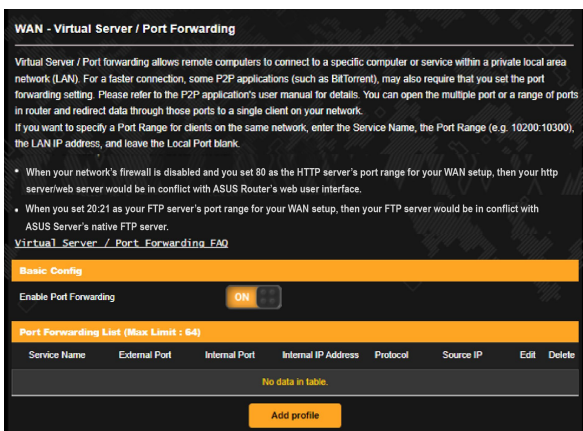 WAN - Virtual Server / Port Forwarding
Virtual Server / Port forwarding allows remote computers to connect to a specific computer or service within a private local area
network (LAN). For a faster connection, some P2P applications (such as BitTorrent), may also require that you set the port
forwarding setting. Please refer to the P2P application's user manual for details. You can open the multiple port or a range of ports
in router and redirect data through those ports to a single client on your network.
If you want to specify a Port Range for clients on the same network, enter the Service Name, the Port Range (e.g. 10200:10300),
the LAN IP address, and leave the Local Port blank.
• When your network's firewall is disabled and you set 80 as the HTTP server's port range for your WAN setup, then your http
server/web server would be in conflict with ASUS Router's web user interface.
• When you set 20:21 as your FTP server's port range for your WAN setup, then your FTP server would be in conflict with
ASUS Server's native FTP server.
Virtual Server / Port Forwarding FAQ
Basic Config
Enable Port Forwarding ON
Port Forwarding List (Max Limit : 64)
Service Name External Port Internal Port Internal IP Address Protocol Source IP Edit Delete
No data in table.
Add profile